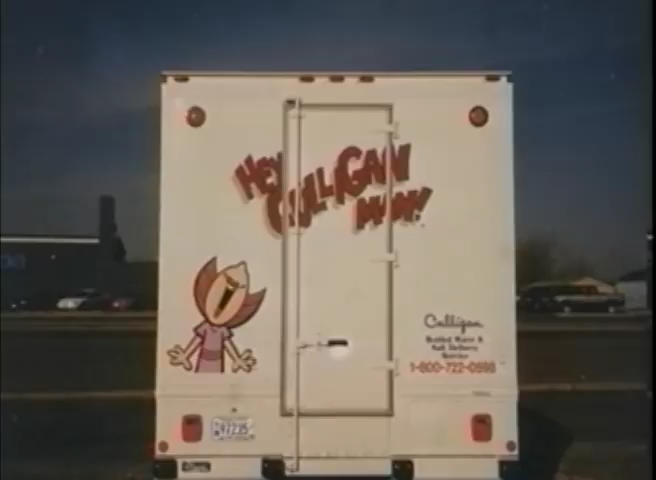 HEY
CULLIGAN
MAN!
Culligan
Bottled Water &
Salt Delivery
Service
1-800-722-0598